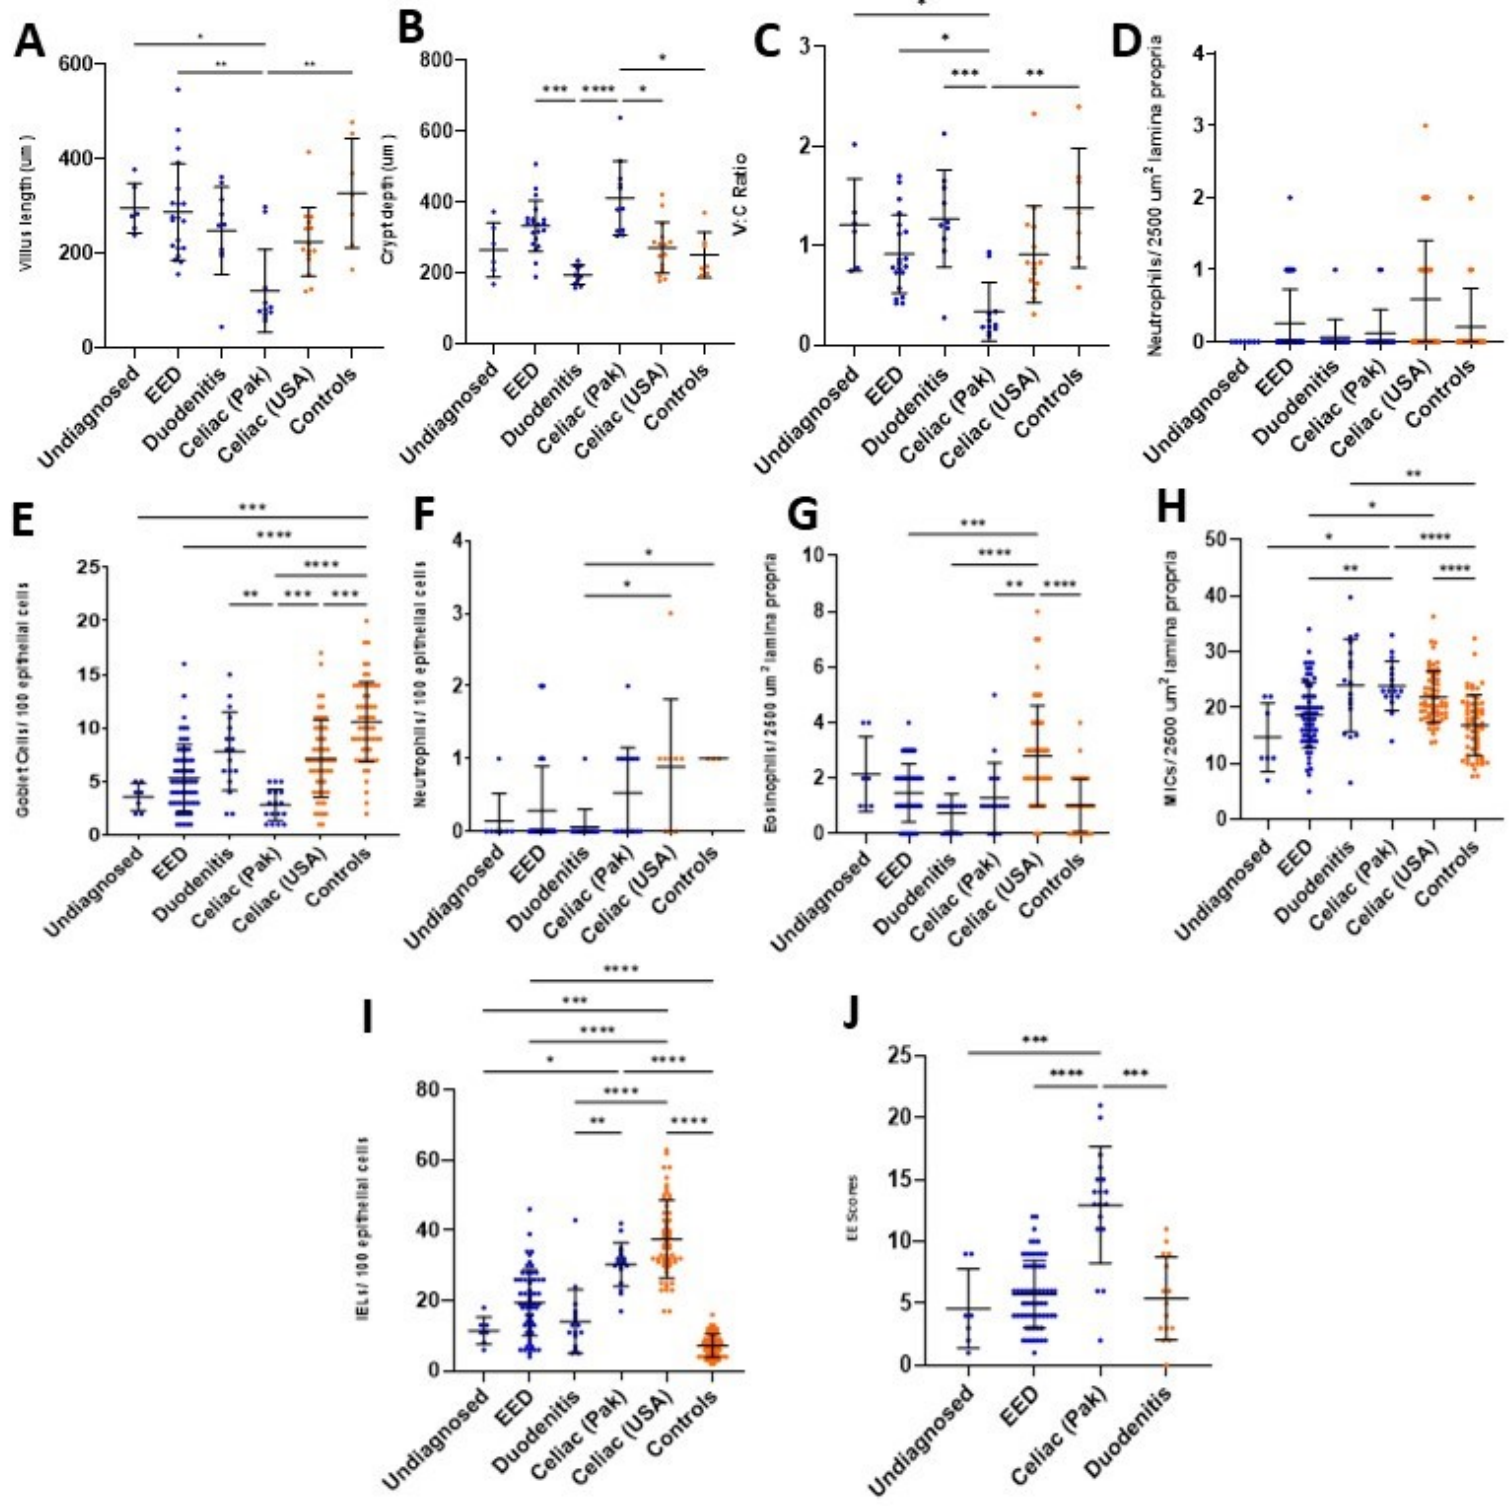 A
Villus length (um )
600
400
200
0
*
**
**
Undiagnosed
EED
Duodenitis
Celiac (Pak)
Celiac (USA)
Controls
B
Crypt depth (um )
800
600
400
200
0
***
****
*
*
Undiagnosed
EED
Duodenitis
Celiac (Pak)
Celiac (USA)
Controls
C
V:C Ratio
3
2
1
0
*
*
***
**
Undiagnosed
EED
Duodenitis
Celiac (Pak)
Celiac (USA)
Controls
D
Neutrophils/ 2500 um² lamina propria
4
3
2
1
0
Undiagnosed
EED
Duodenitis
Celiac (Pak)
Celiac (USA)
Controls
E
Goblet Cells/ 100 epithelial cells
25
20
15
10
5
0
***
****
****
**
***
***
Undiagnosed
EED
Duodenitis
Celiac (Pak)
Celiac (USA)
Controls
F
Neutrophils/ 100 epithelial cells
4
3
2
1
0
*
*
Undiagnosed
EED
Duodenitis
Celiac (Pak)
Celiac (USA)
Controls
G
Eosinophils/ 2500 um² lamina propria
10
8
6
4
2
0
***
****
**
****
Undiagnosed
EED
Duodenitis
Celiac (Pak)
Celiac (USA)
Controls
H
MICs/ 2500 um² lamina propria
50
40
30
20
10
0
**
*
*
****
**
****
Undiagnosed
EED
Duodenitis
Celiac (Pak)
Celiac (USA)
Controls
I
IELs/ 100 epithelial cells
80
60
40
20
0
****
***
****
*
****
****
**
****
Undiagnosed
EED
Duodenitis
Celiac (Pak)
Celiac (USA)
Controls
J
EE Scores
25
20
15
10
5
0
***
****
***
Undiagnosed
EED
Celiac (Pak)
Duodenitis